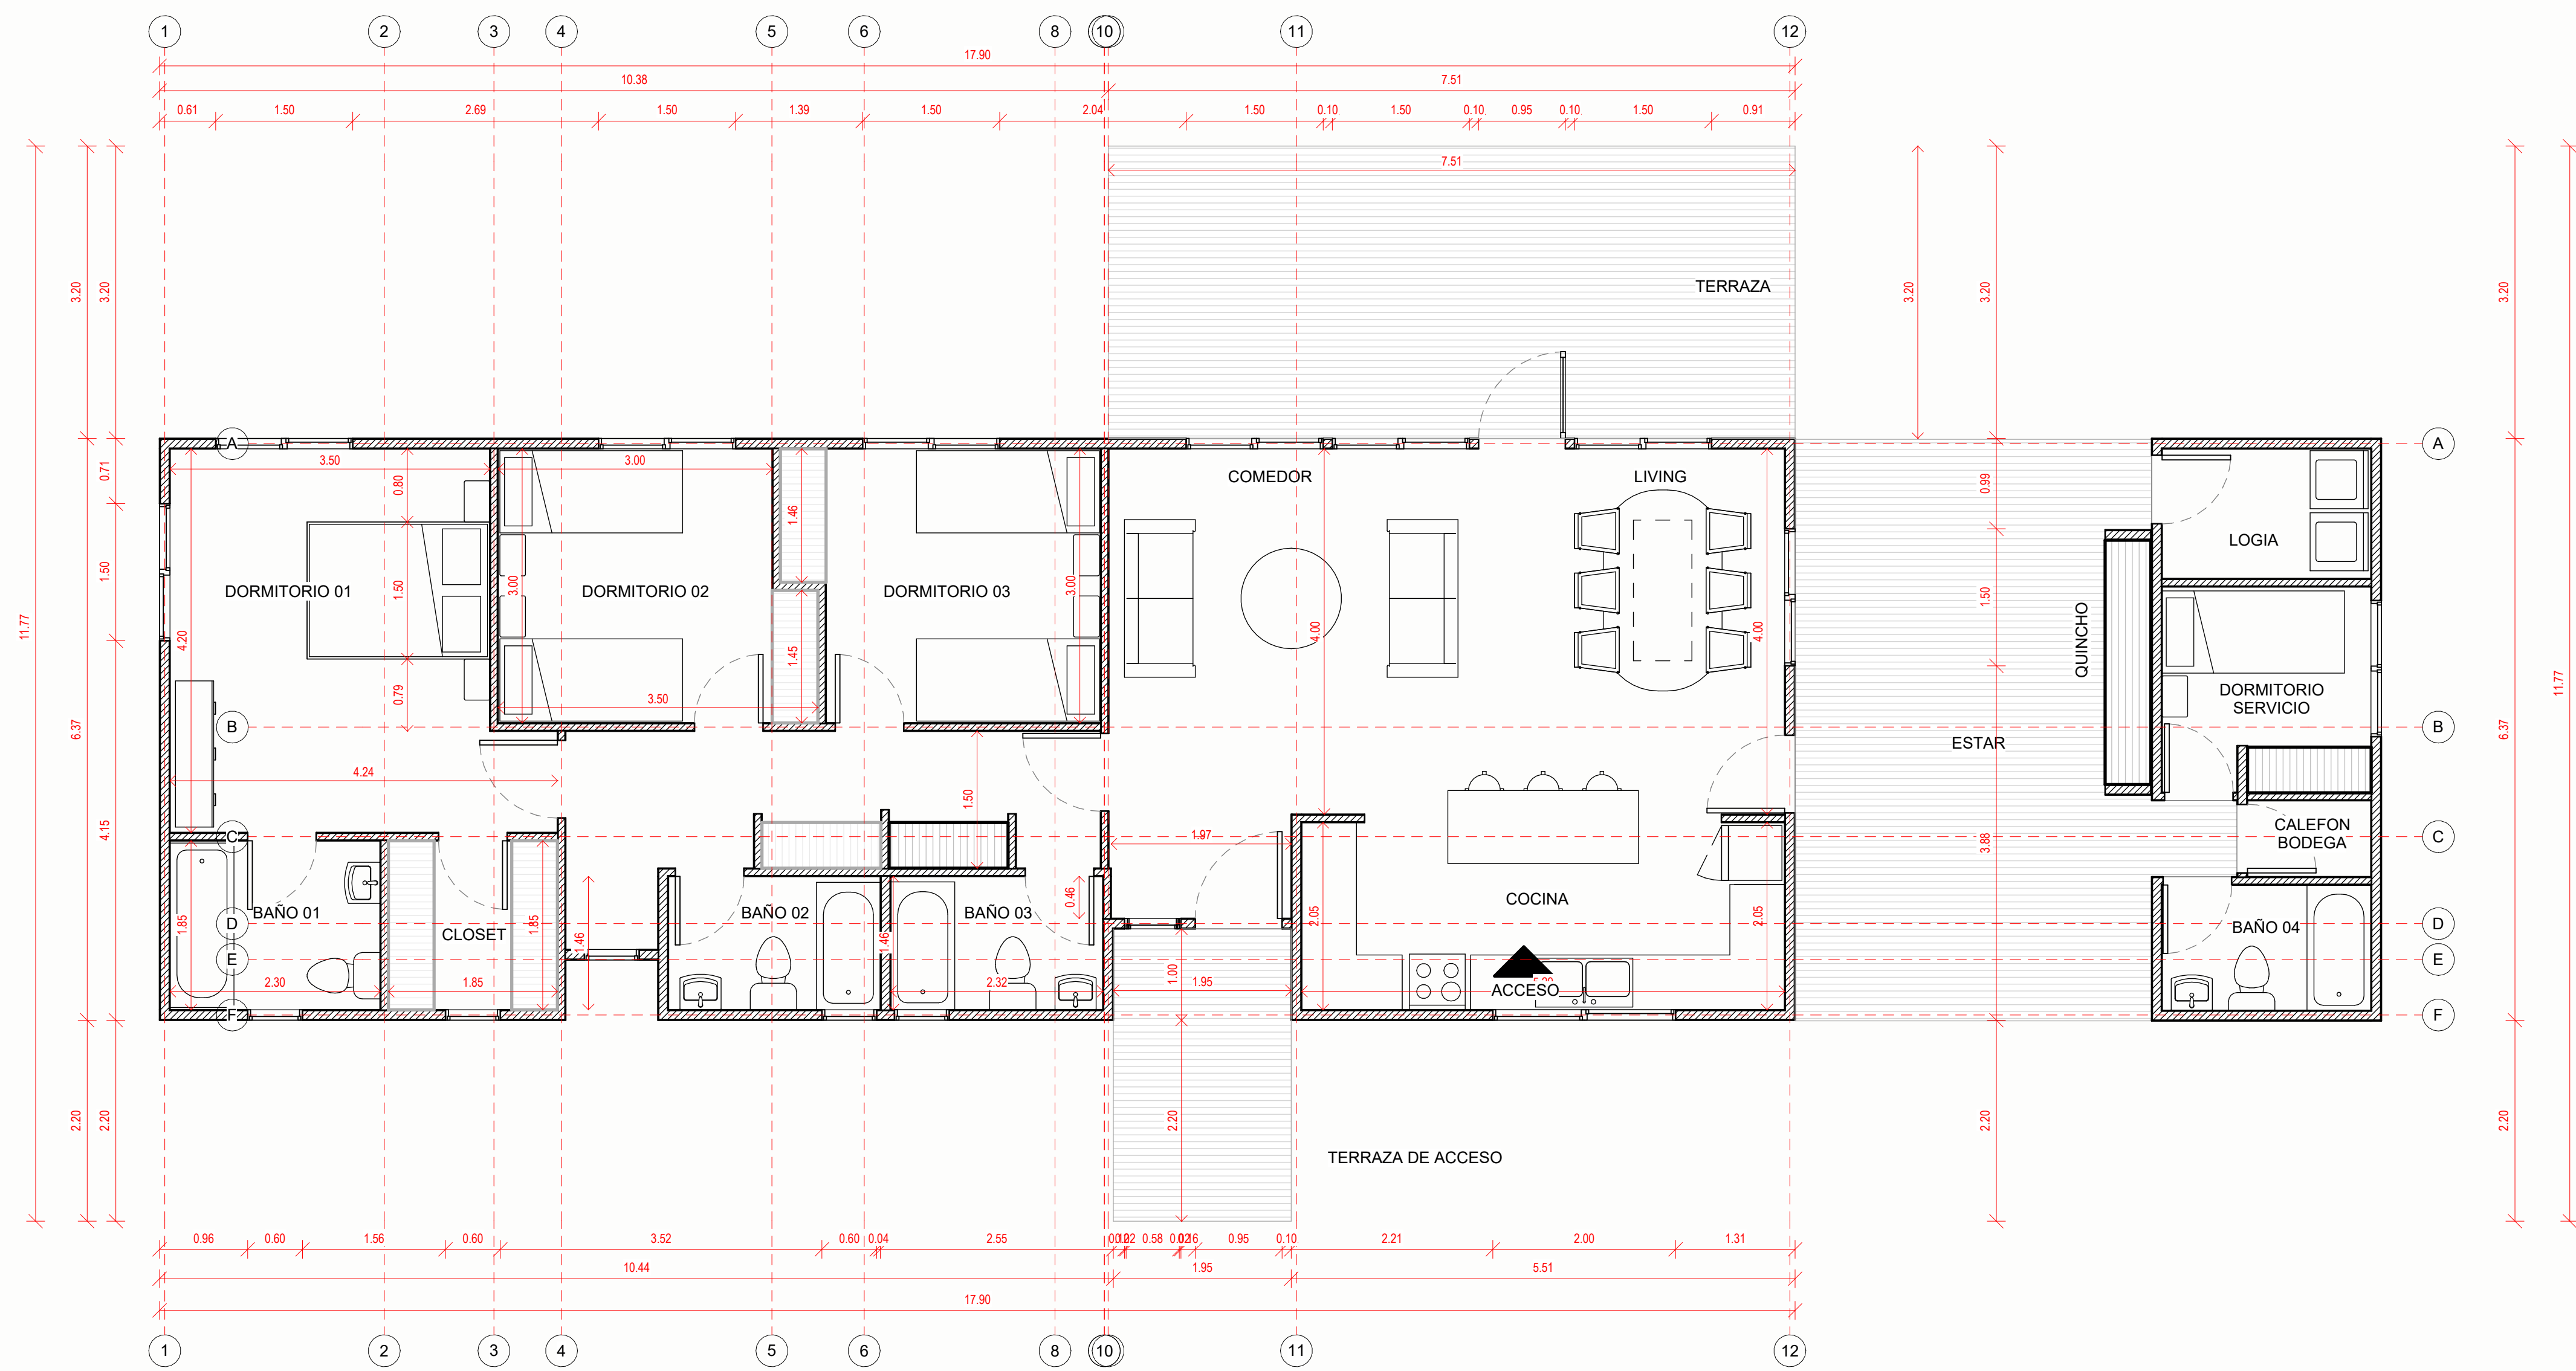 1 2 3 4 5 6 8 10 11 12
17.90
10.38 7.51
0.61 1.50 2.69 1.50 1.39 1.50 2.04 1.50 0.10 1.50 0.10 0.95 0.10 1.50 0.91
7.51
3.20 3.20 TERRAZA 3.20 3.20 3.20
A A
3.50 3.00 COMEDOR LIVING
0.71 0.80 1.46 0.99
LOGIA
1.50 DORMITORIO 01 1.50 3.00 DORMITORIO 02 DORMITORIO 03 3.00 1.50
11.77 4.20 1.45 4.00 4.00 QUINCHO 11.77
0.79 3.50 DORMITORIO
SERVICIO
6.37 B ESTAR B 6.37
4.24 1.50
4.15 C 1.97 C
CALEFON
BODEGA
3.88
0.46 COCINA
1.85 BAÑO 01 1.85 BAÑO 02 BAÑO 03 2.05 2.05
D D
CLOSET 1.46 1.46 BAÑO 04
E E
2.30 1.85 2.32 1.00 1.95 ACCESO
F F
2.20 2.20 2.20 2.20 2.20
TERRAZA DE ACCESO
0.96 0.60 1.56 0.60 3.52 0.60 0.04 2.55 0.58 0.95 0.10 2.21 2.00 1.31
10.44 1.95 5.51
17.90
1 2 3 4 5 6 8 10 11 12